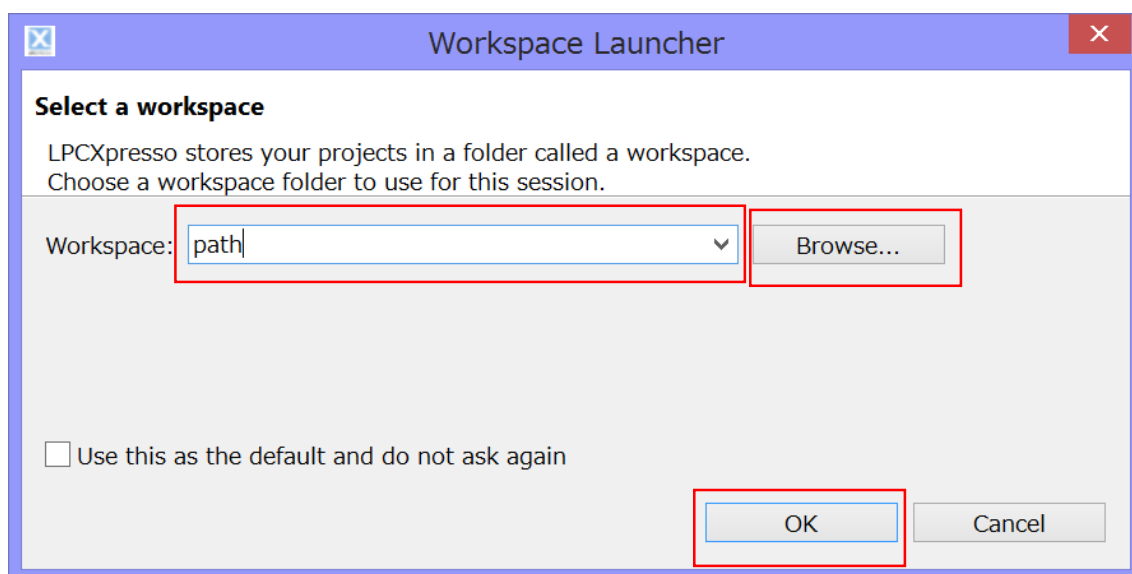 Workspace Launcher
Select a workspace
LPCXpresso stores your projects in a folder called a workspace.
Choose a workspace folder to use for this session.
Workspace: path Browse...
Use this as the default and do not ask again
OK Cancel